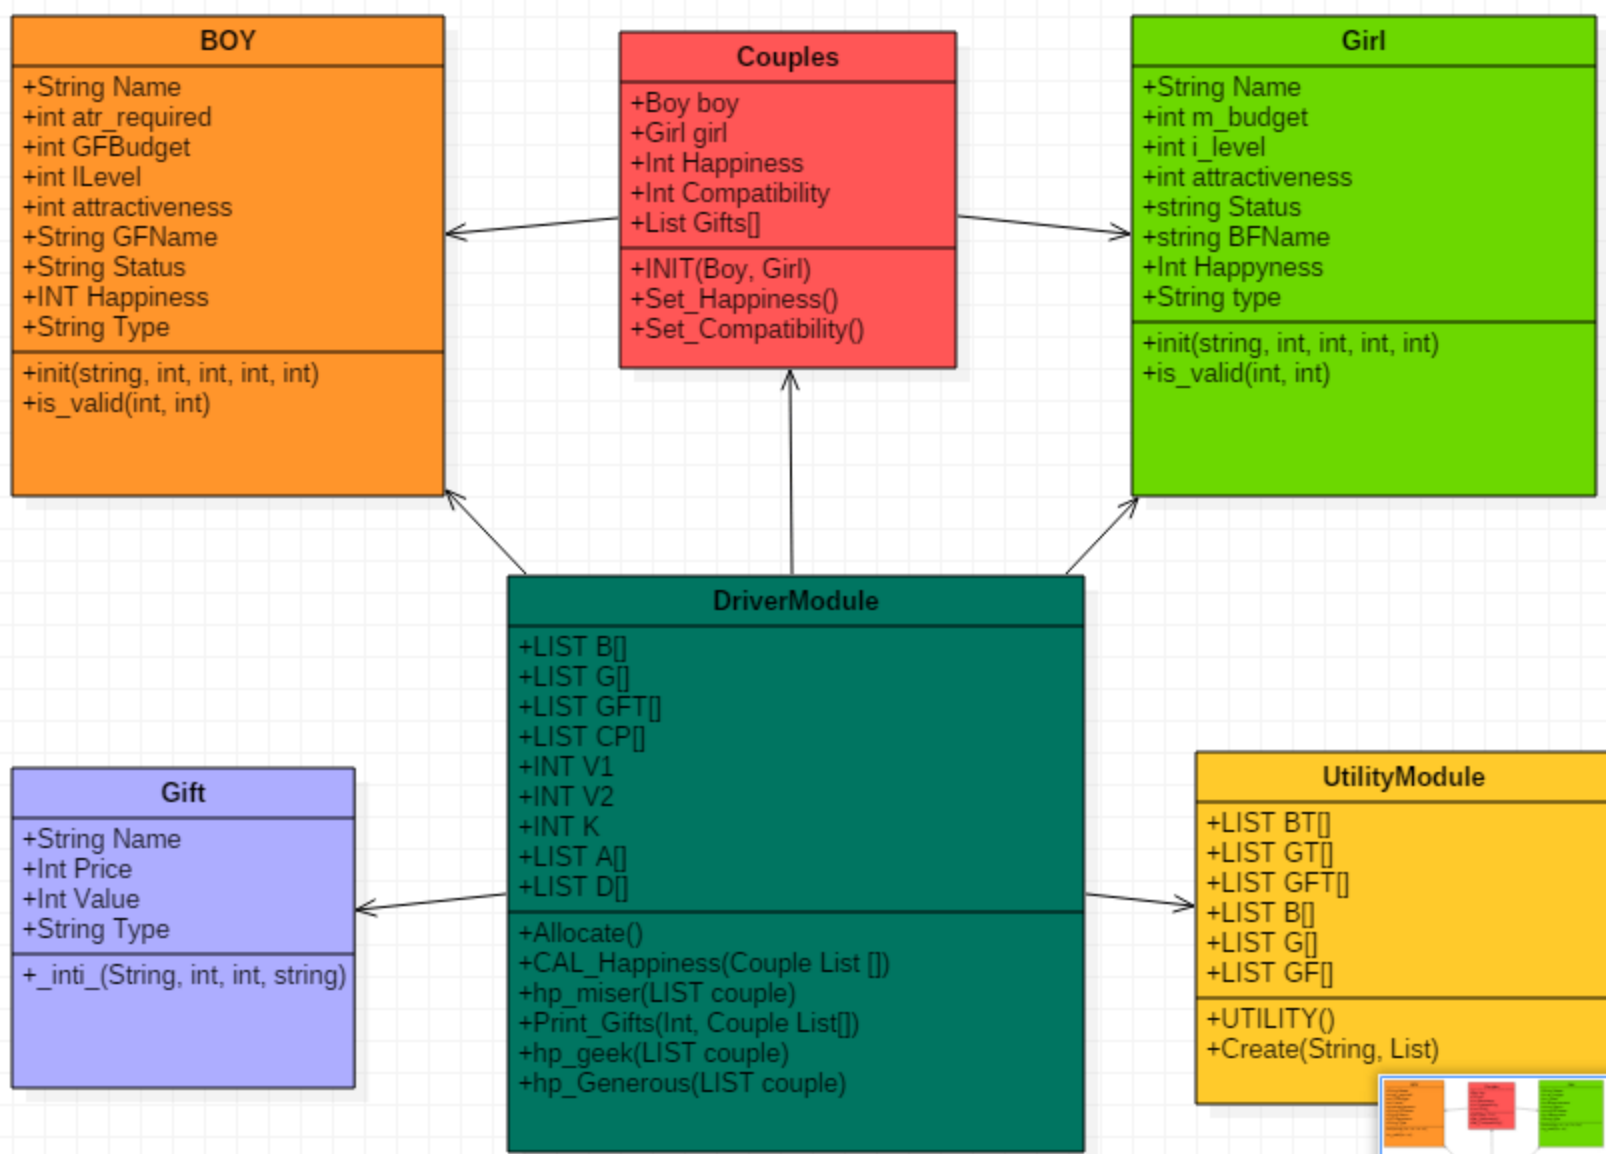 BOY
+String Name
+int atr_required
+int GFBudget
+int ILevel
+int attractiveness
+String GFName
+String Status
+INT Happiness
+String Type
+init(string, int, int, int, int)
+is_valid(int, int)
Couples
+Boy boy
+Girl girl
+Int Happiness
+Int Compatibility
+List Gifts[]
+INIT(Boy, Girl)
+Set_Happiness()
+Set_Compatibility()
Girl
+String Name
+int m_budget
+int i_level
+int attractiveness
+string Status
+string BFName
+Int Happyness
+String type
+init(string, int, int, int, int)
+is_valid(int, int)
DriverModule
+LIST B[]
+LIST G[]
+LIST GFT[]
+LIST CP[]
+INT V1
+INT V2
+INT K
+LIST A[]
+LIST D[]
+Allocate()
+CAL_Happiness(Couple List [])
+hp_miser(LIST couple)
+Print_Gifts(Int, Couple List[])
+hp_geek(LIST couple)
+hp_Generous(LIST couple)
Gift
+String Name
+Int Price
+Int Value
+String Type
+_inti_(String, int, int, string)
UtilityModule
+LIST BT[]
+LIST GT[]
+LIST GFT[]
+LIST B[]
+LIST G[]
+LIST GF[]
+UTILITY()
+Create(String, List)